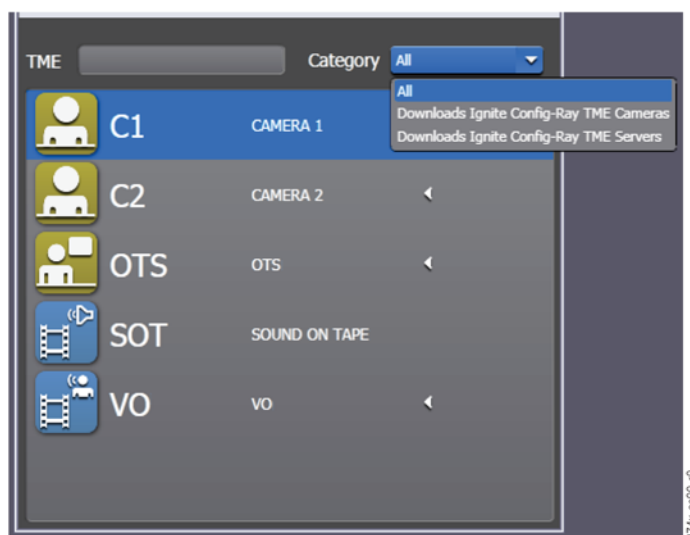 TME Category All
All
Downloads Ignite Config-Ray TME Cameras
Downloads Ignite Config-Ray TME Servers
C1 CAMERA 1
C2 CAMERA 2
OTS OTS
SOT SOUND ON TAPE
VO VO